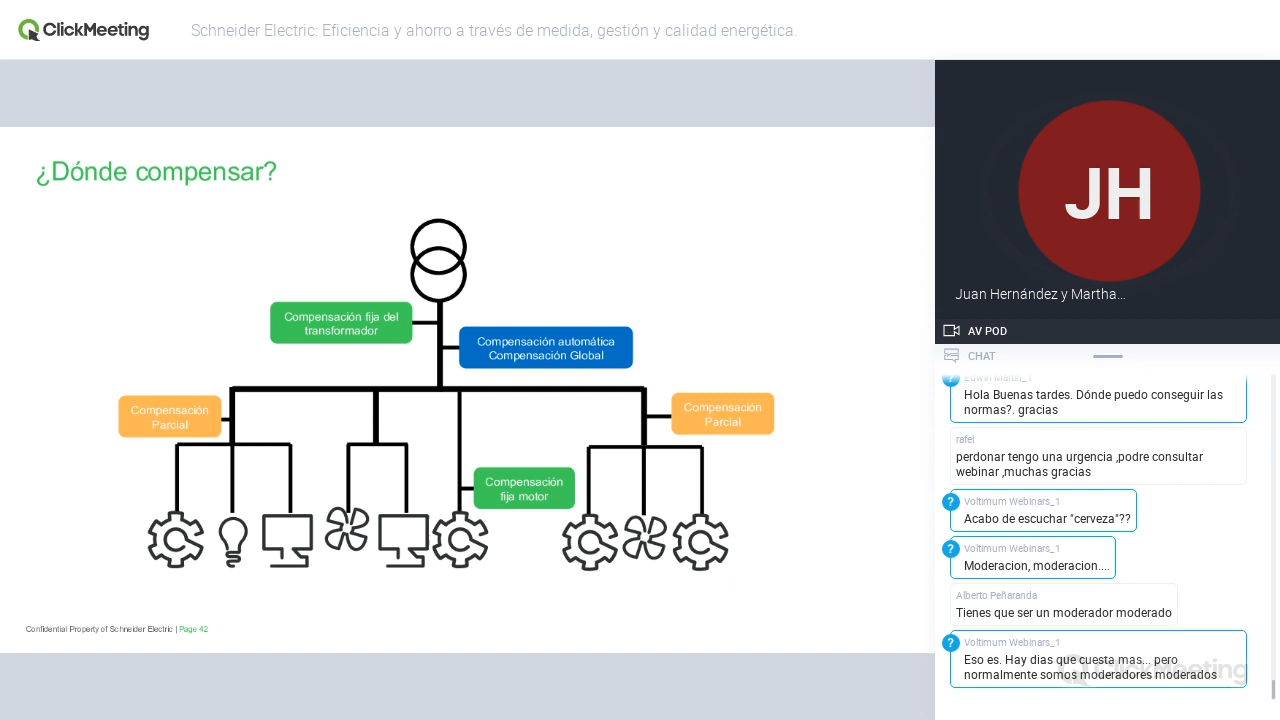 ClickMeeting
Schneider Electric: Eficiencia y ahorro a través de medida, gestión y calidad energética.
¿Dónde compensar?
Compensación fija del
transformador
Compensación automática
Compensación Global
Compensación
Parcial
Compensación
Parcial
Compensación
fija motor
Confidential Property of Schneider Electric | Page 42
JH
Juan Hernández y Martha...
AV POD
CHAT
? Edwin Martin_1
Hola Buenas tardes. Dónde puedo conseguir las
normas?. gracias
rafel
perdonar tengo una urgencia ,podre consultar
webinar ,muchas gracias
? Voltimum Webinars_1
Acabo de escuchar "cerveza"??
? Voltimum Webinars_1
Moderacion, moderacion....
Alberto Peñaranda
Tienes que ser un moderador moderado
? Voltimum Webinars_1
Eso es. Hay dias que cuesta mas... pero
normalmente somos moderadores moderados
ClickMeeting